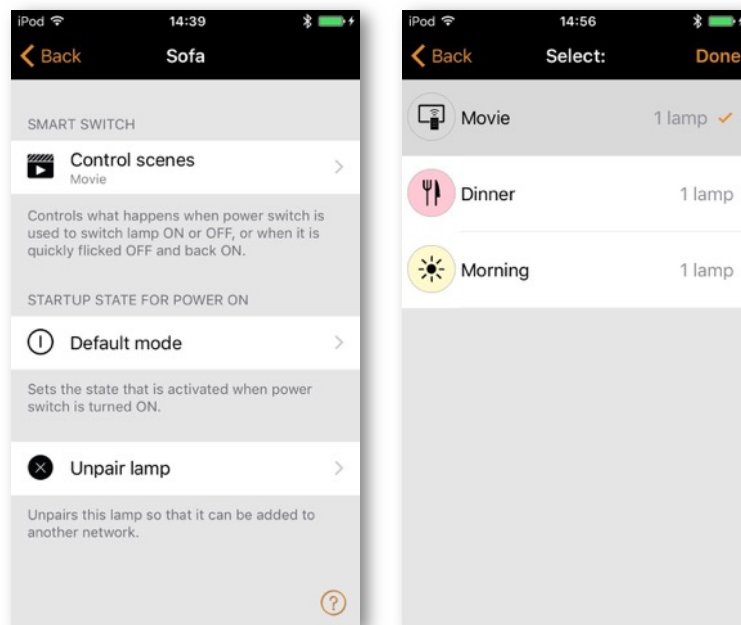 iPod 14:39
Back Sofa
SMART SWITCH
Control scenes
Movie
Controls what happens when power switch is
used to switch lamp ON or OFF, or when it is
quickly flicked OFF and back ON.
STARTUP STATE FOR POWER ON
Default mode
Sets the state that is activated when power
switch is turned ON.
Unpair lamp
Unpairs this lamp so that it can be added to
another network.
?
iPod 14:56
Back Select: Done
Movie 1 lamp
Dinner 1 lamp
Morning 1 lamp